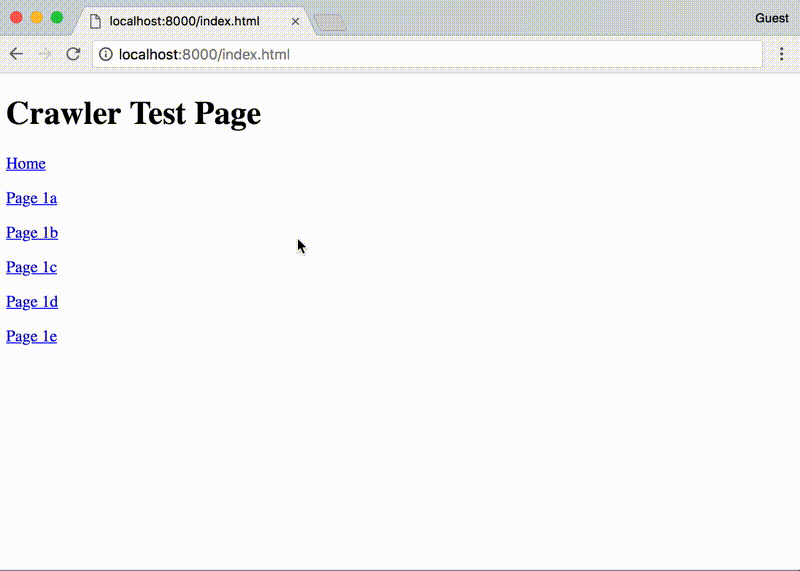 localhost:8000/index.html
Guest
localhost:8000/index.html
Crawler Test Page
Home
Page 1a
Page 1b
Page 1c
Page 1d
Page 1e